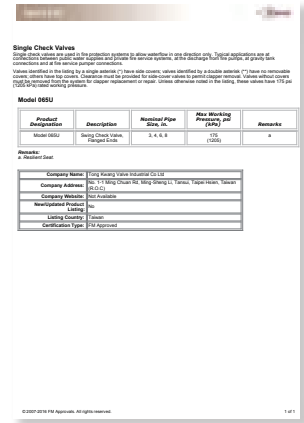 Single Check Valves
Single check valves are used in fire protection systems to allow waterflow in one direction only. Typical applications are at
connections between public water supplies and private fire service systems, at the discharge from fire pumps, at gravity tank
connections and at fire service pumper connections.
Values identified in the listing by a single asterisk (*) have side covers; valves identified by a double asterisk (**) have no removable
covers; others have top covers. Clearance must be provided for side-cover valves to permit clapper removal. Valves without covers
must be removed from the system for clapper replacement or repair. Unless otherwise noted in the listing, these valves have 175 psi
(1205 kPa) rated working pressure.
Model 065U
Product Designation Description Nominal Pipe Size, in. Max Working Pressure, psi (kPa) Remarks
Model 065U Swing Check Valve, Flanged Ends 3, 4, 6, 8 175 (1205) a
Remarks:
a. Resilient Seat.
Company Name: Tong Kwang Valve Industrial Co Ltd
Company Address: No. 1-1 Ming Chuan Rd, Ming-Sheng Li, Tansui, Taipei Hsien, Taiwan (R.O.C)
Company Website: Not Available
New/Updated Product Listing: No
Listing Country: Taiwan
Certification Type: FM Approved
© 2007-2016 FM Approvals. All rights reserved. 1 of 1